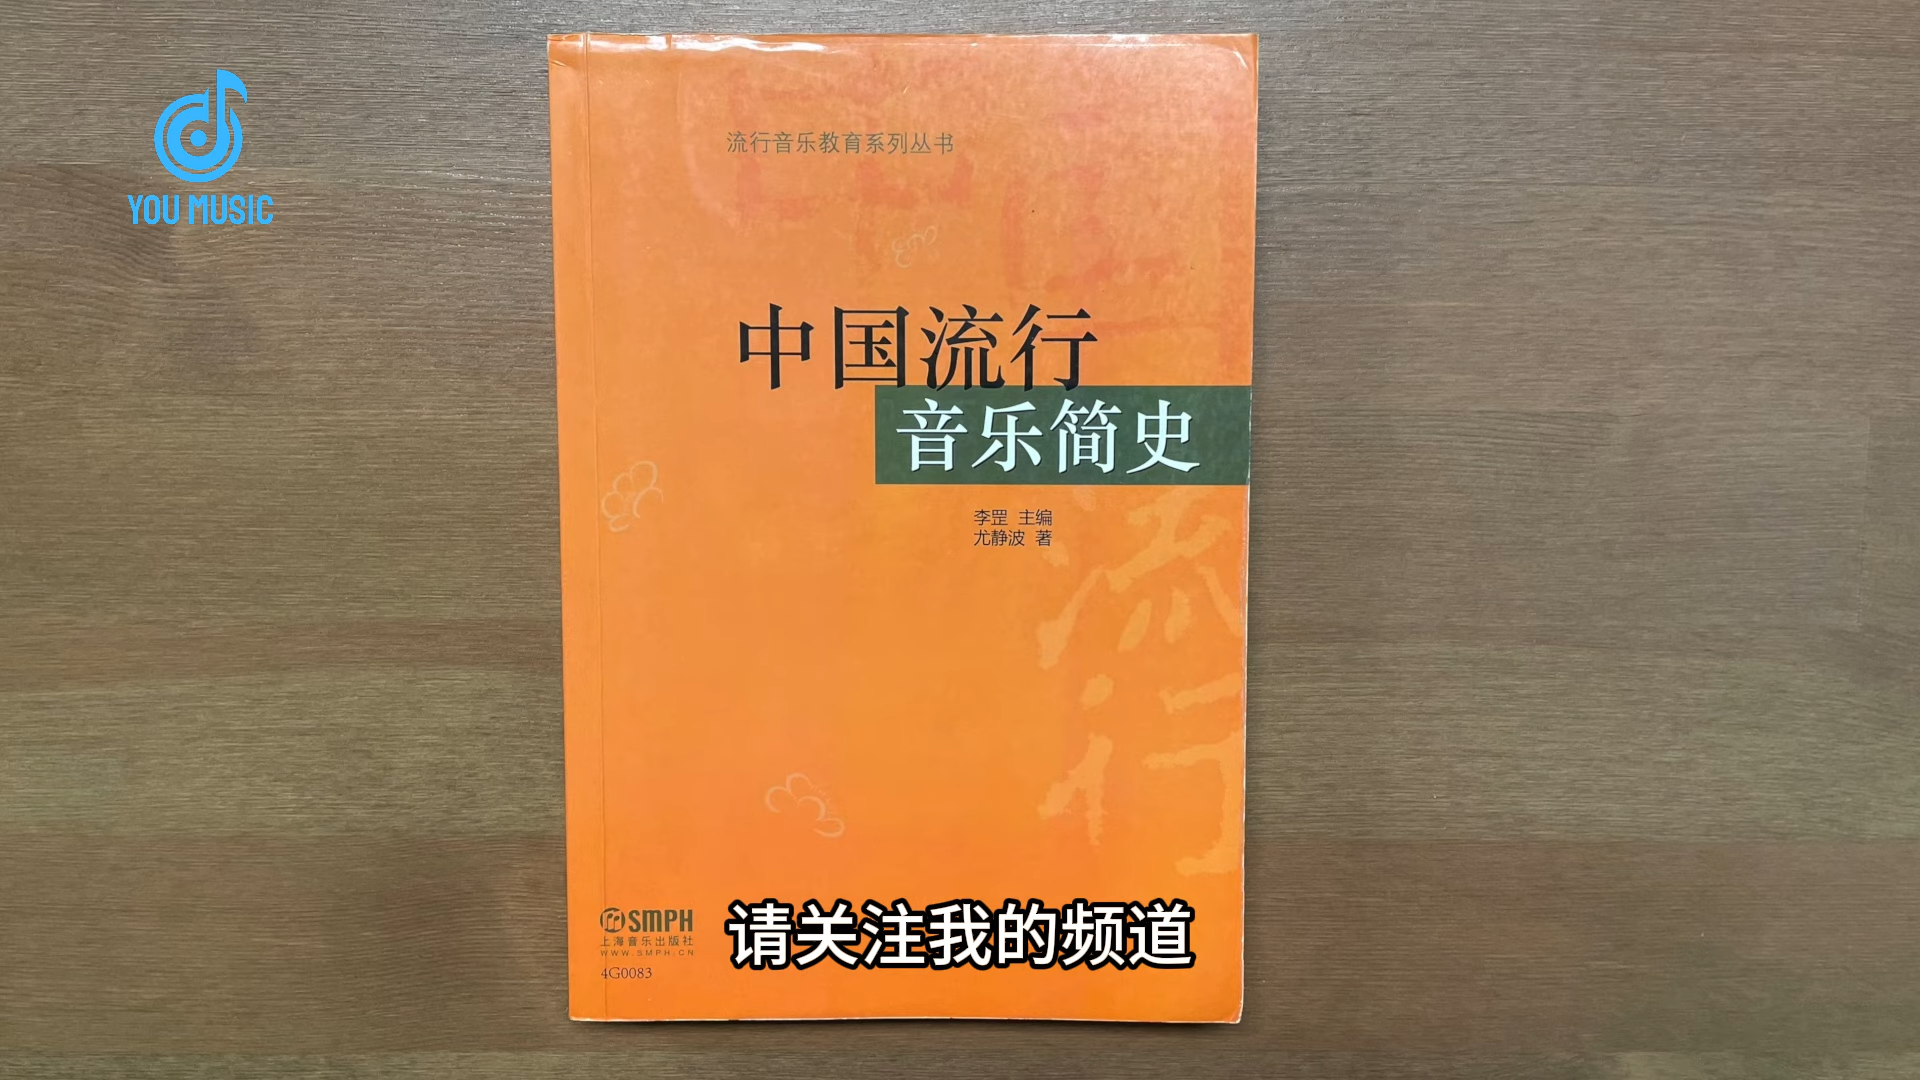 YOU MUSIC
流行音乐教育系列丛书
中国流行
音乐简史
李罡 主编
尤静波 著
流行
SMPH
上海音乐出版社
WWW.SMPH.CN
4G0083
请关注我的频道